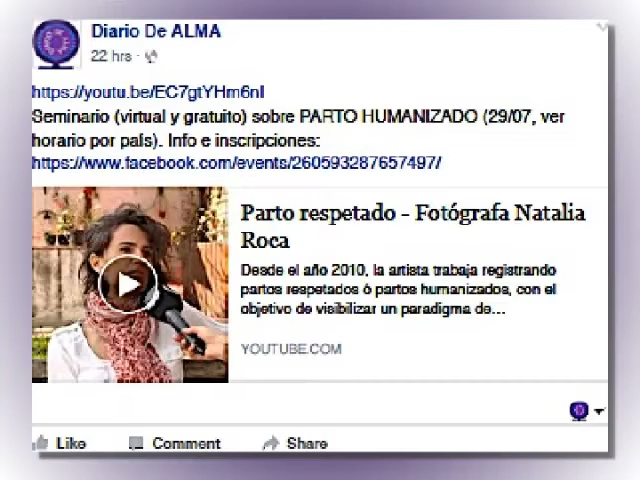 Diario De ALMA
22 hrs ·
https://youtu.be/EC7gtYHm6nI
Seminario (virtual y gratuito) sobre PARTO HUMANIZADO (29/07, ver
horario por país). Info e inscripciones:
https://www.facebook.com/events/260593287657497/
Parto respetado - Fotógrafa Natalia
Roca
Desde el año 2010, la artista trabaja registrando
partos respetados ó partos humanizados, con el
objetivo de visibilizar un paradigma de...
YOUTUBE.COM
Like Comment Share